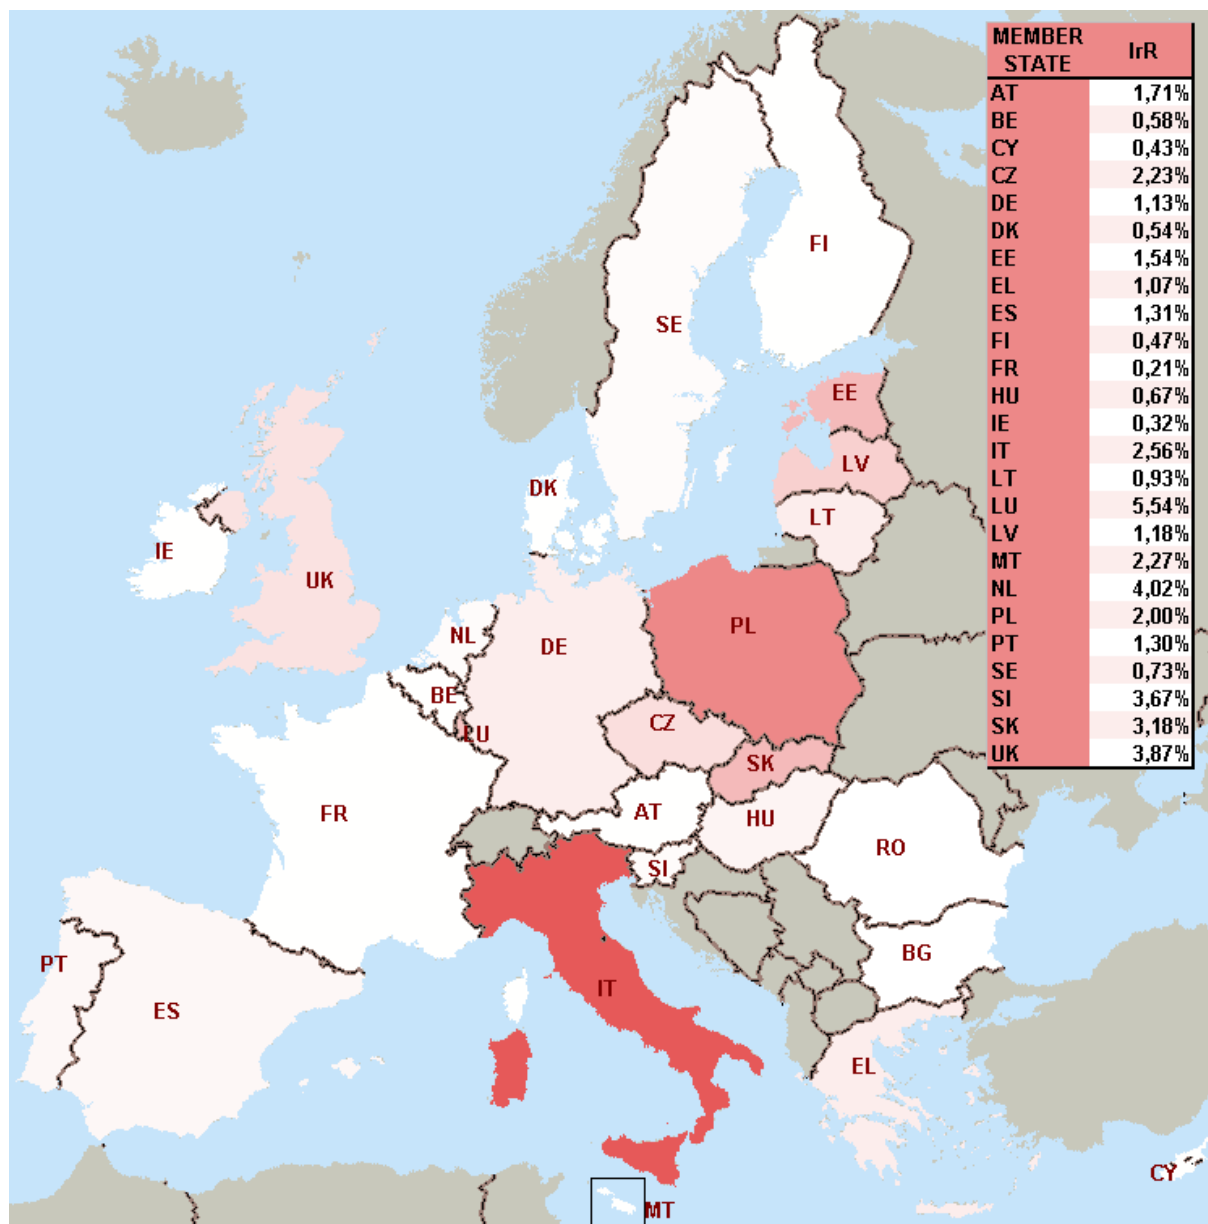 MEMBER STATE IrR
AT 1,71%
BE 0,58%
CY 0,43%
CZ 2,23%
DE 1,13%
DK 0,54%
EE 1,54%
EL 1,07%
ES 1,31%
FI 0,47%
FR 0,21%
HU 0,67%
IE 0,32%
IT 2,56%
LT 0,93%
LU 5,54%
LV 1,18%
MT 2,27%
NL 4,02%
PL 2,00%
PT 1,30%
SE 0,73%
SI 3,67%
SK 3,18%
UK 3,87%
FI
SE
EE
LV
DK
LT
IE
UK
PL
NL
DE
BE
CZ
LU
SK
FR
AT
HU
RO
SI
BG
PT
IT
ES
EL
CY
MT